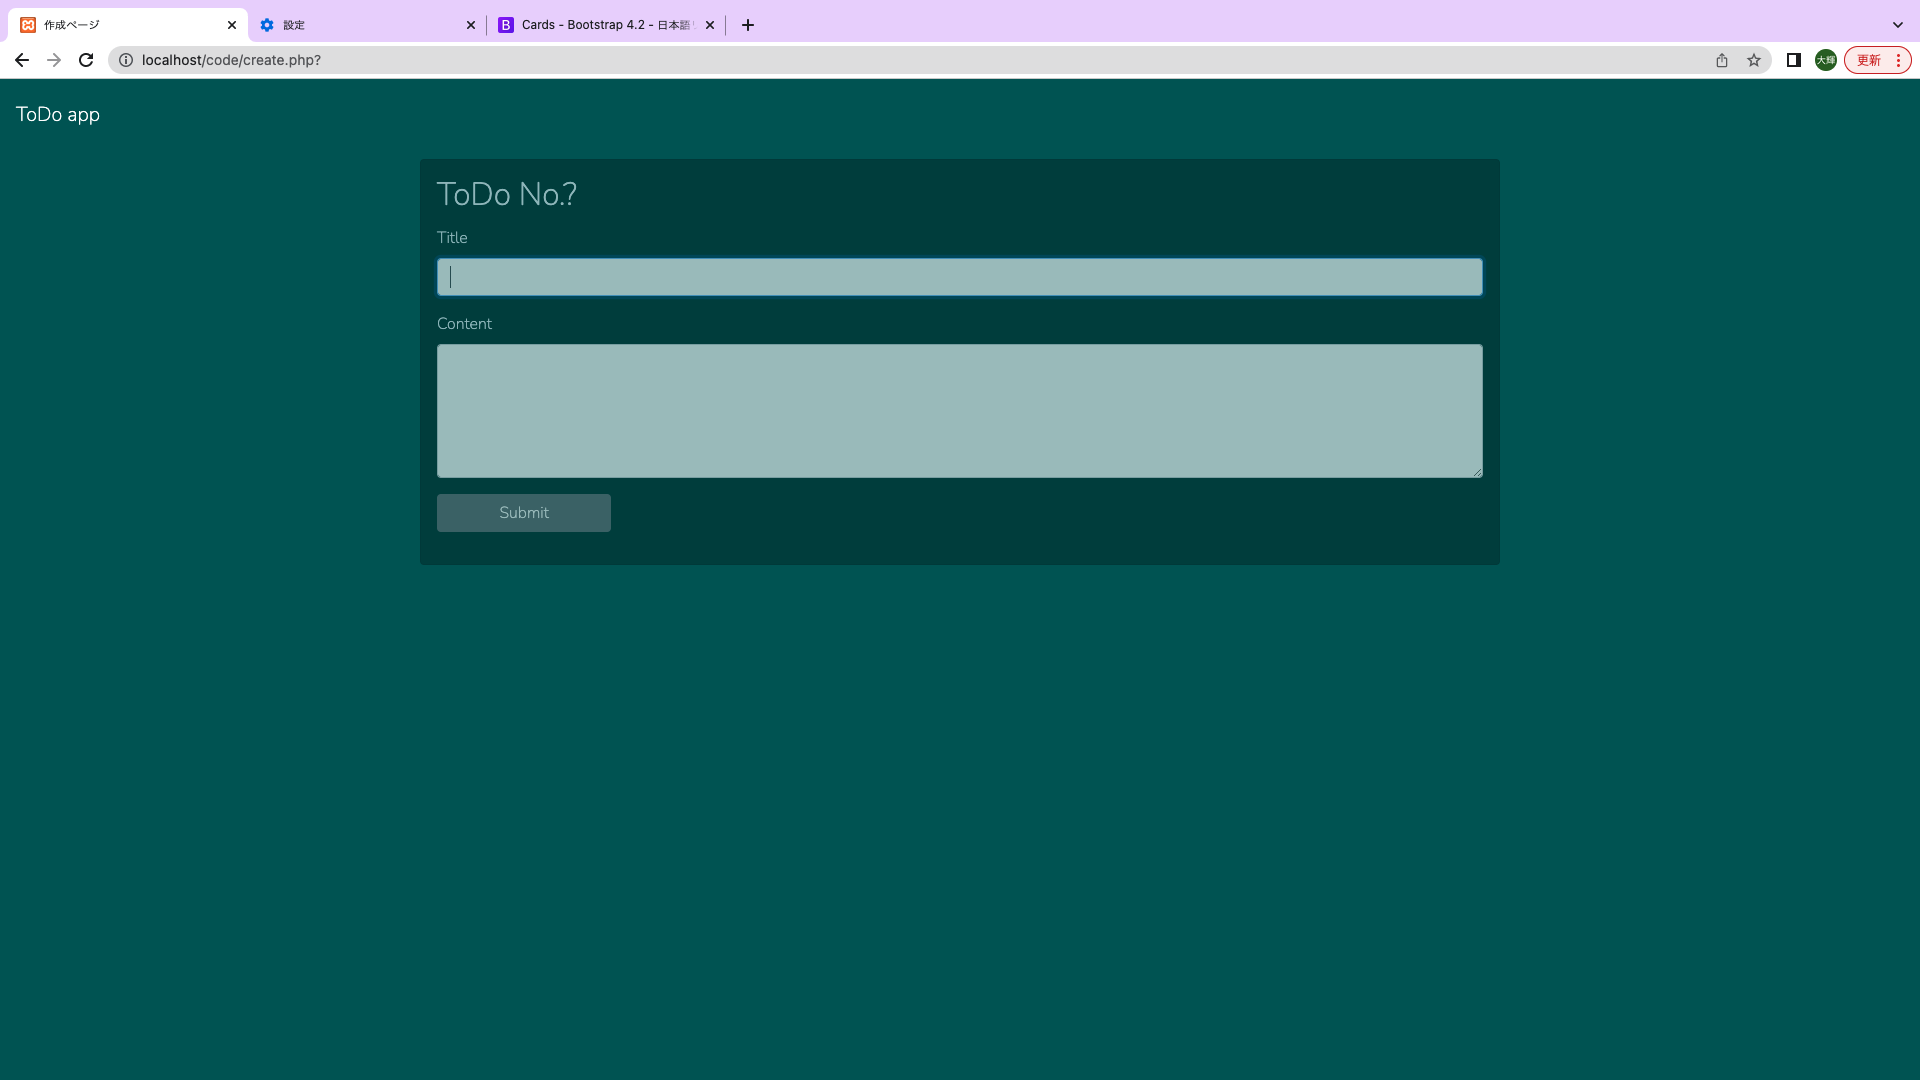 作成ページ
設定
Cards - Bootstrap 4.2 - 日本語
localhost/code/create.php?
大輝
更新
ToDo app
ToDo No.?
Title
Content
Submit